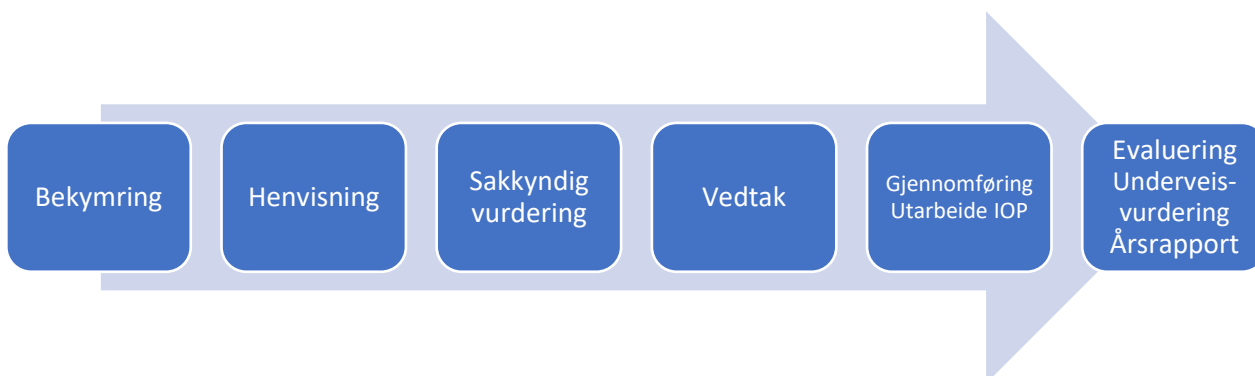 Bekymring
Henvisning
Sakkyndig
vurdering
Vedtak
Gjennomføring
Utarbeide IOP
Evaluering
Underveis-
vurdering
Årsrapport